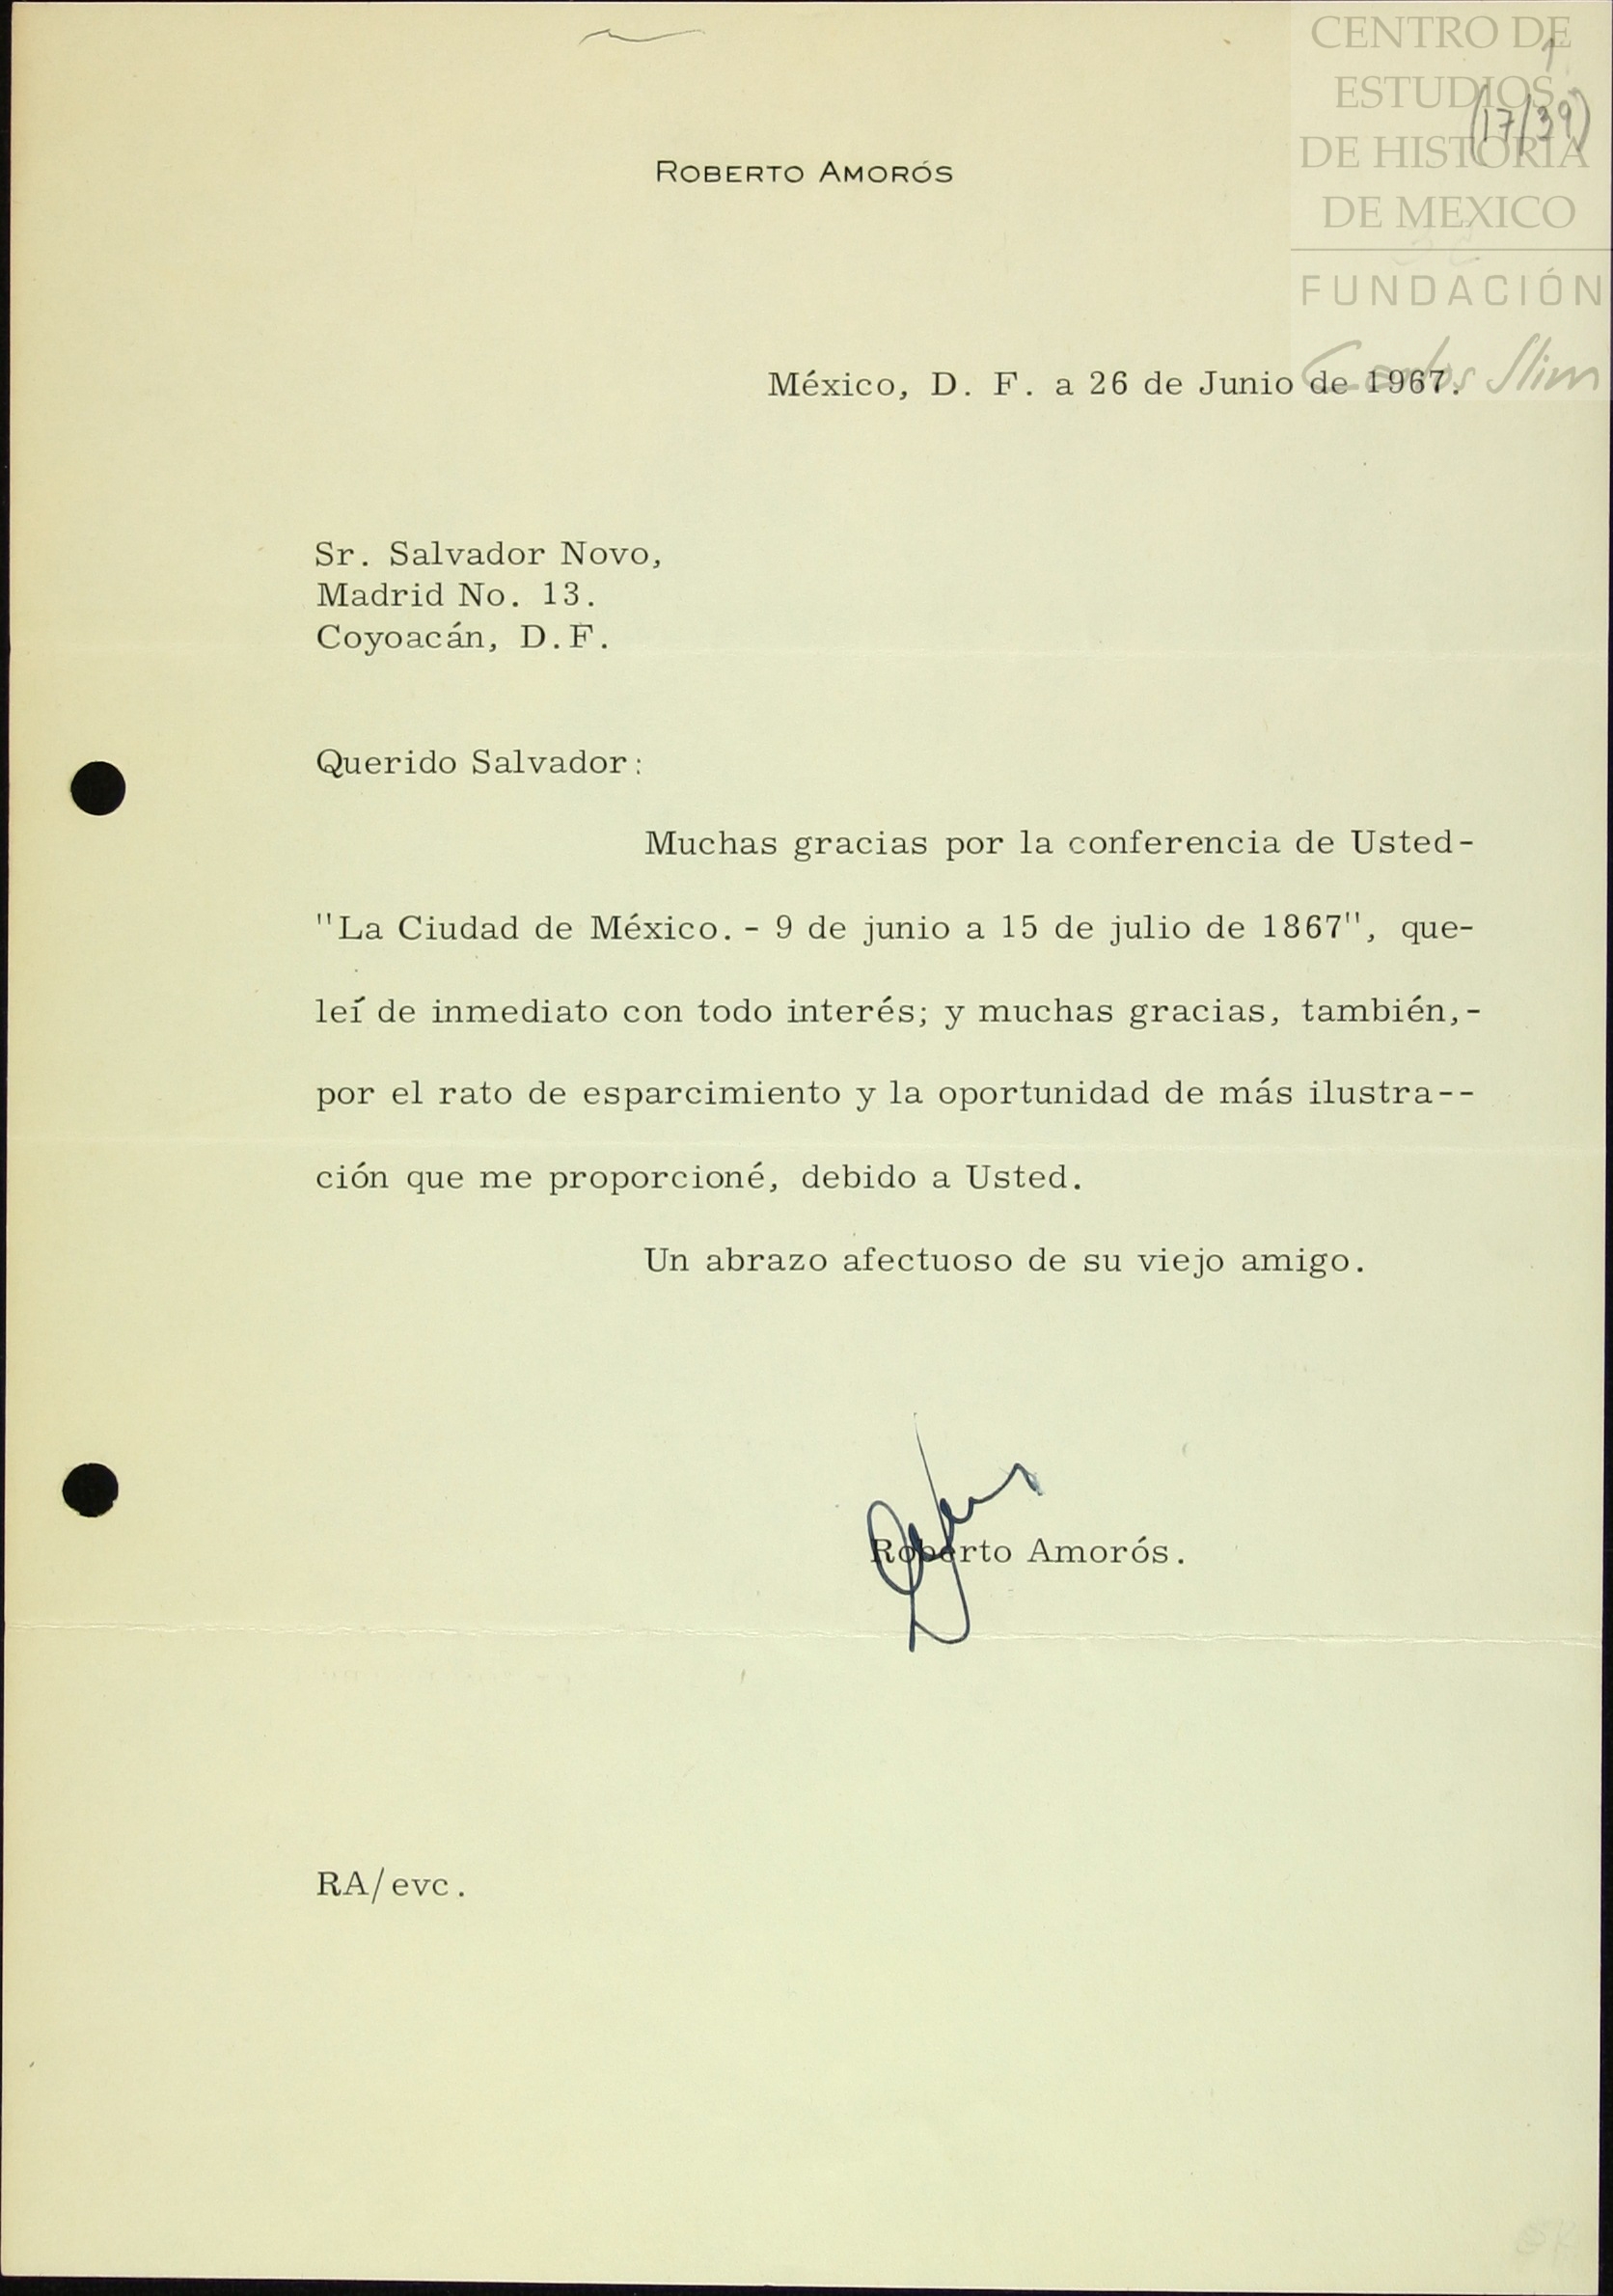 CENTRO DE
ESTUDIOS
DE HISTORIA
DE MEXICO
FUNDACIÓN
Carlos Slim
1
(17/39)
ROBERTO AMORÓS
México, D. F. a 26 de Junio de 1967.
Sr. Salvador Novo,
Madrid No. 13.
Coyoacán, D.F.
Querido Salvador:
Muchas gracias por la conferencia de Usted-
"La Ciudad de México. - 9 de junio a 15 de julio de 1867", que-
leí de inmediato con todo interés; y muchas gracias, también,-
por el rato de esparcimiento y la oportunidad de más ilustra--
ción que me proporcioné, debido a Usted.
Un abrazo afectuoso de su viejo amigo.
Roberto Amorós.
RA/evc.